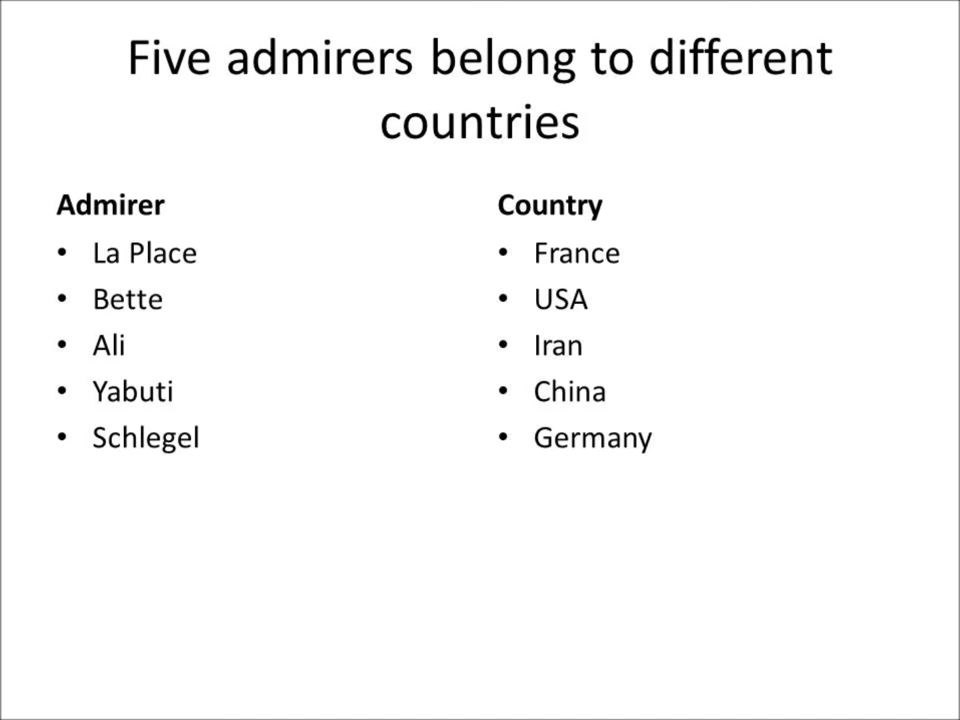 Five admirers belong to different
countries
Admirer
• La Place
• Bette
• Ali
• Yabuti
• Schlegel
Country
• France
• USA
• Iran
• China
• Germany